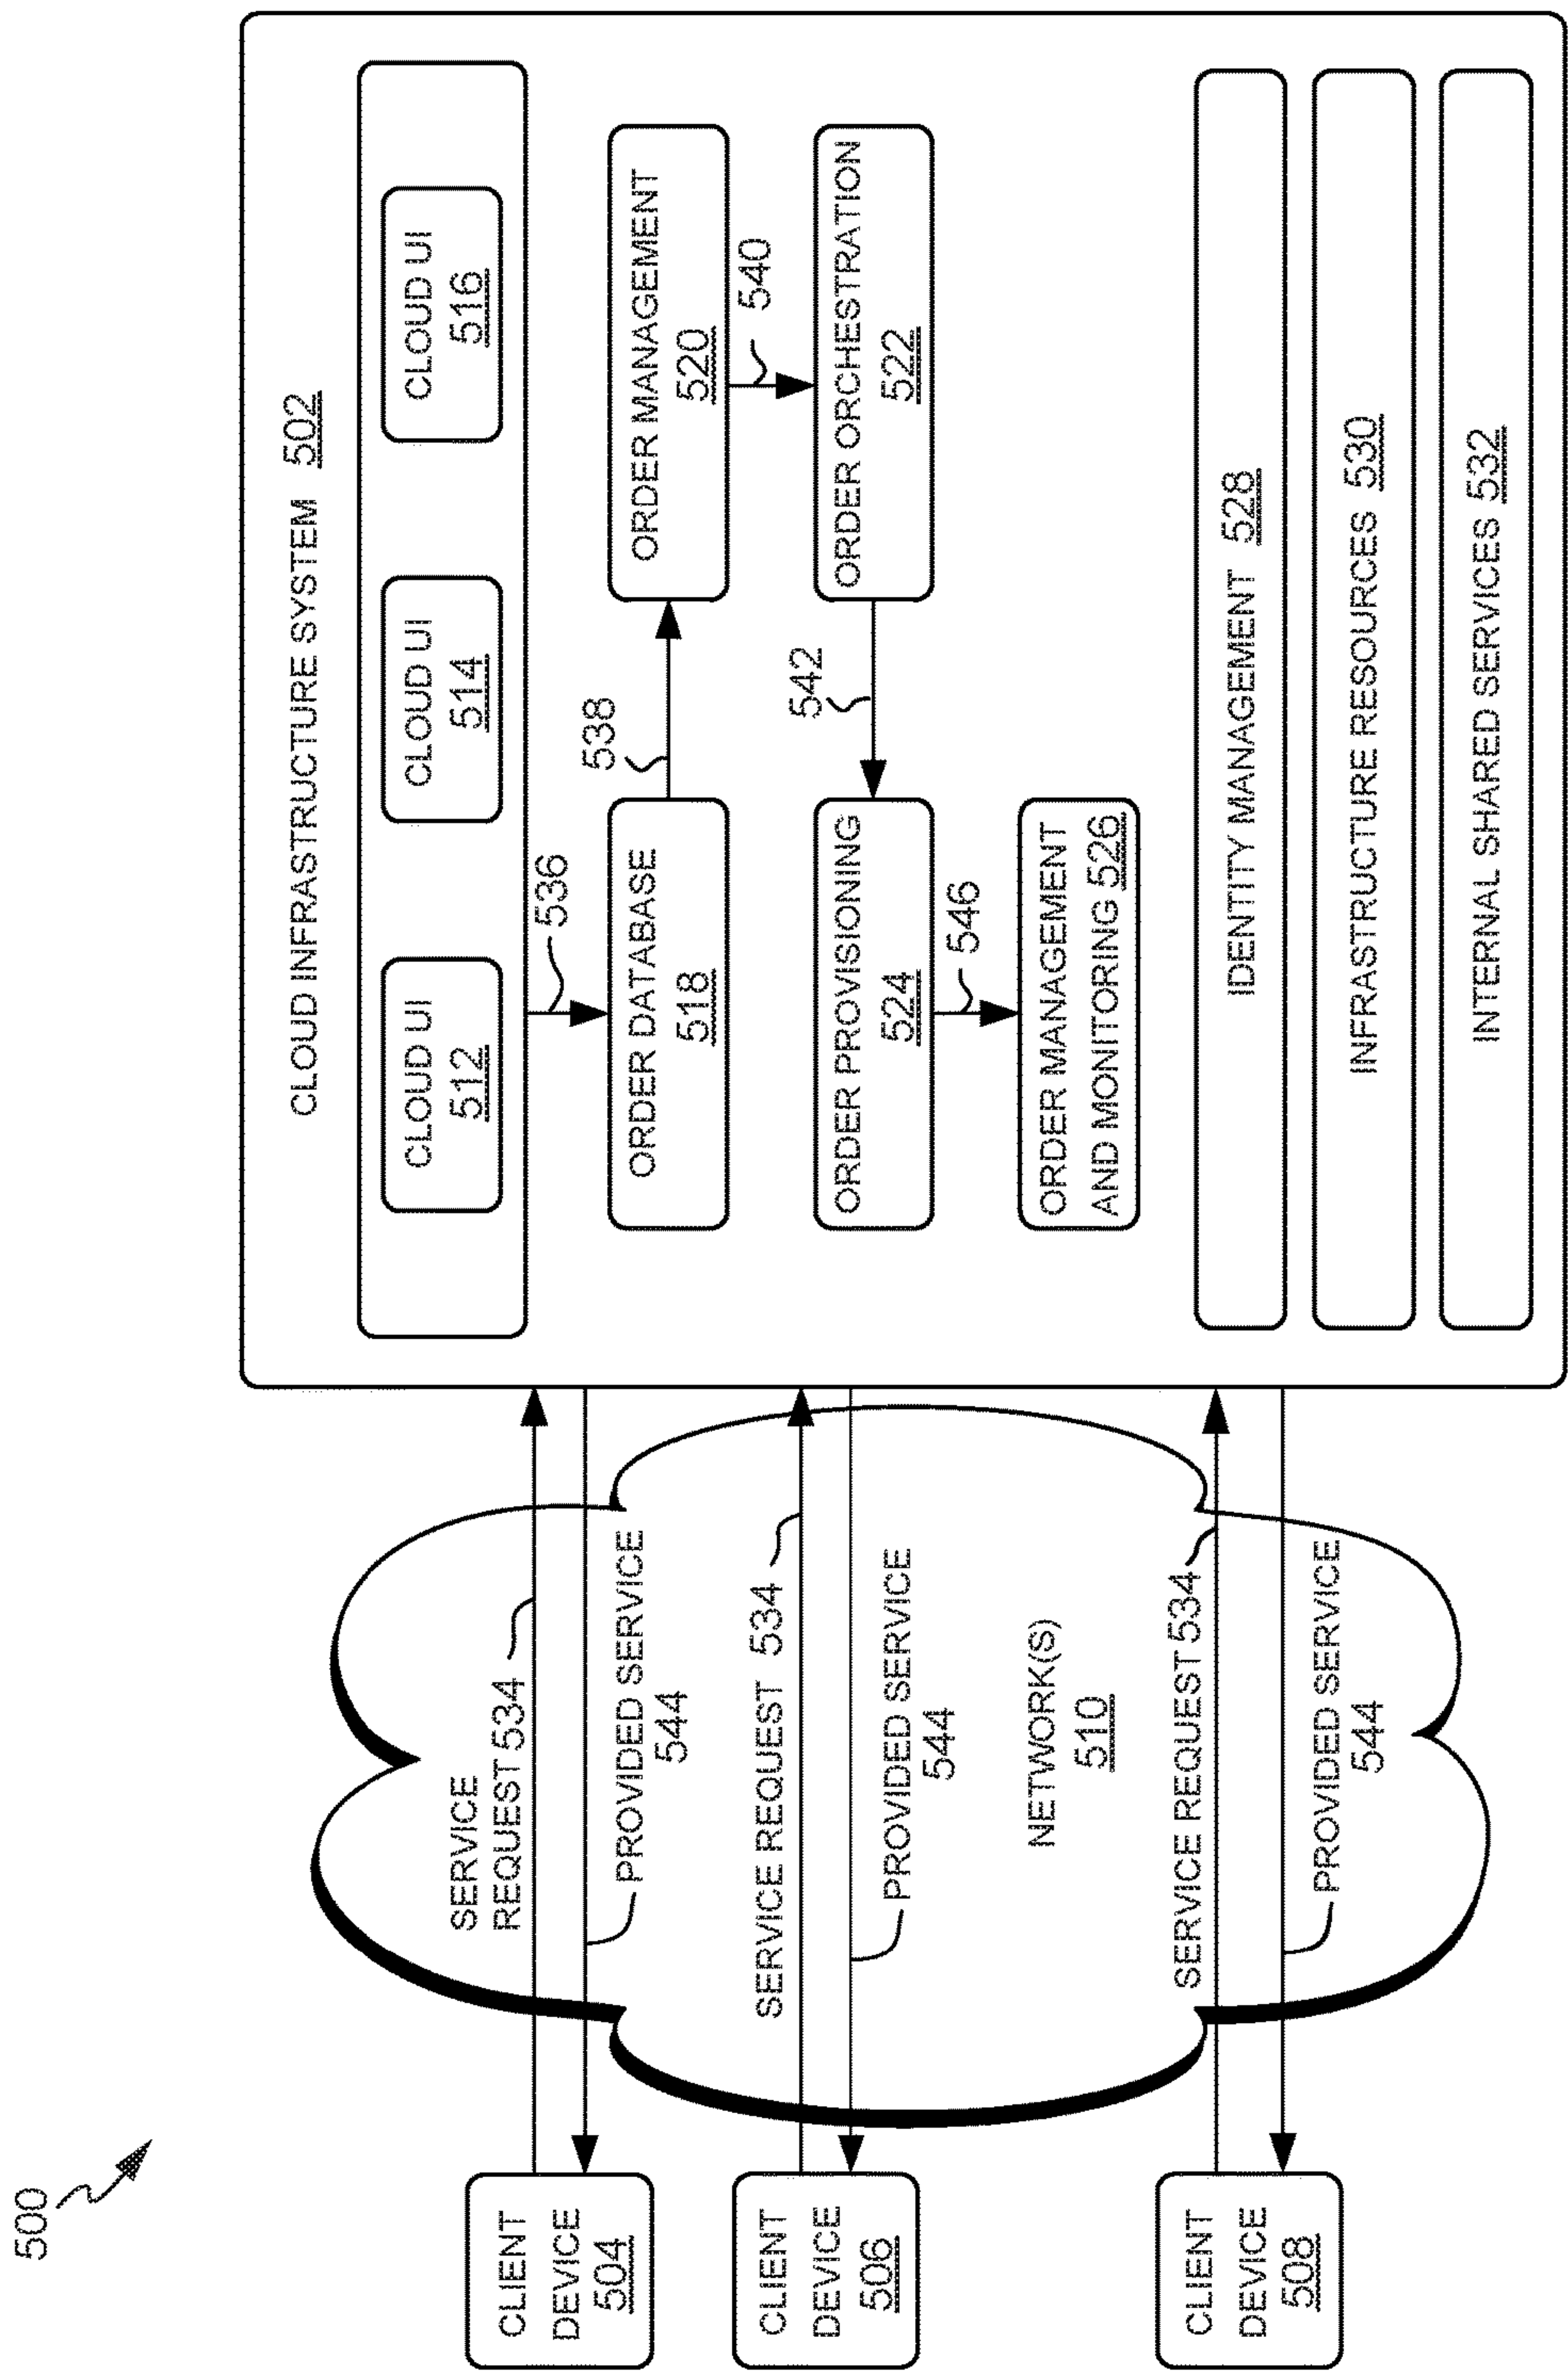 500
CLIENT
DEVICE
504
CLIENT
DEVICE
506
CLIENT
DEVICE
508
SERVICE
REQUEST 534
PROVIDED SERVICE
544
SERVICE REQUEST 534
PROVIDED SERVICE
544
NETWORK(S)
510
SERVICE REQUEST 534
PROVIDED SERVICE
544
CLOUD INFRASTRUCTURE SYSTEM 502
CLOUD UI
512
CLOUD UI
514
CLOUD UI
516
536
ORDER DATABASE
518
538
ORDER MANAGEMENT
520
540
ORDER PROVISIONING
524
542
ORDER ORCHESTRATION
522
546
ORDER MANAGEMENT
AND MONITORING 526
IDENTITY MANAGEMENT 528
INFRASTRUCTURE RESOURCES 530
INTERNAL SHARED SERVICES 532